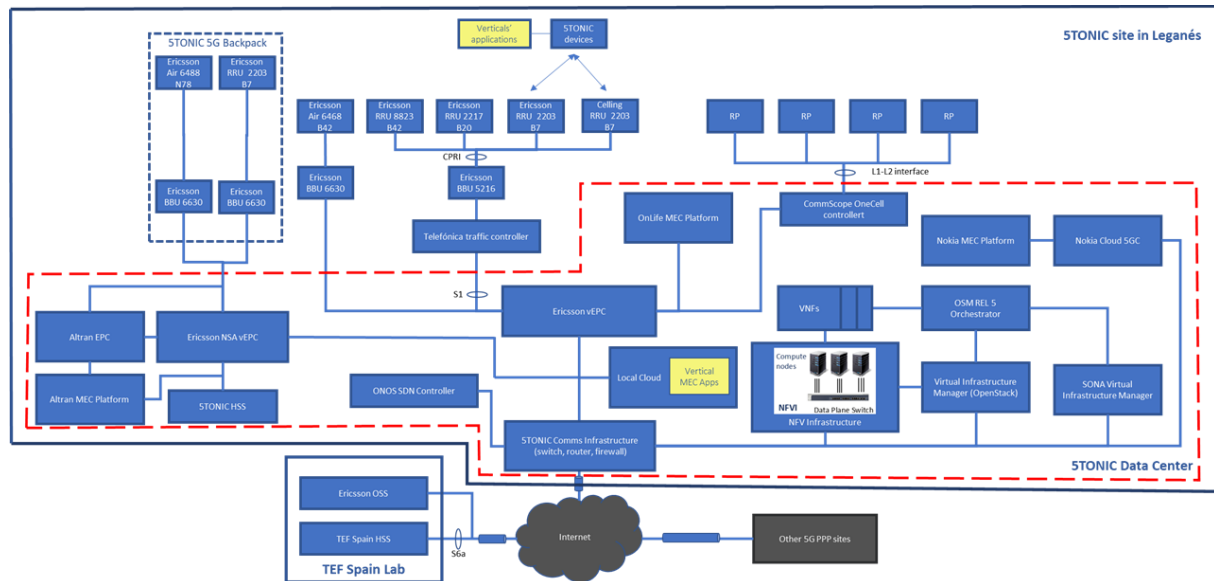 5TONIC site in Leganés
Verticals'
applications
5TONIC
devices
5TONIC 5G Backpack
Ericsson
Air 6488
N78
Ericsson
RRU 2203
B7
Ericsson
Air 6468
B42
Ericsson
RRU 8823
B42
Ericsson
RRU 2217
B20
Ericsson
RRU 2203
B7
Celling
RRU 2203
B7
RP
RP
RP
RP
CPRI
L1-L2 interface
Ericsson
BBU 6630
Ericsson
BBU 6630
Ericsson
BBU 6630
Ericsson
BBU 5216
Telefónica traffic controller
OnLife MEC Platform
CommScope OneCell
controllert
Nokia MEC Platform
Nokia Cloud 5GC
S1
Altran EPC
Ericsson NSA vEPC
Ericsson vEPC
VNFs
OSM REL 5
Orchestrator
Altran MEC Platform
5TONIC HSS
ONOS SDN Controller
Local Cloud
Vertical
MEC Apps
Compute
nodes
NFVI
Data Plane Switch
NFV Infrastructure
Virtual Infrastructure
Manager (OpenStack)
SONA Virtual
Infrastructure Manager
5TONIC Comms Infrastructure
(switch, router, firewall)
5TONIC Data Center
Ericsson OSS
TEF Spain HSS
S6a
TEF Spain Lab
Internet
Other 5G PPP sites